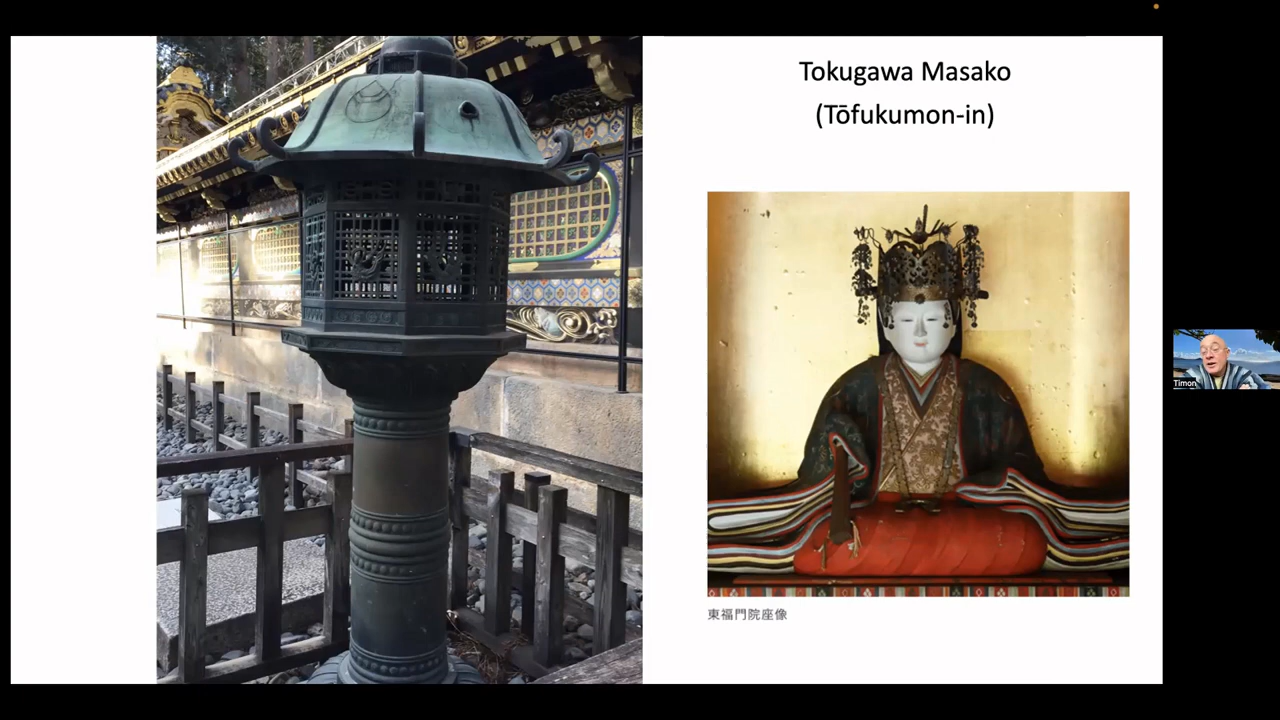 Tokugawa Masako
(Tōfukumon-in)
東福門院座像
Timon